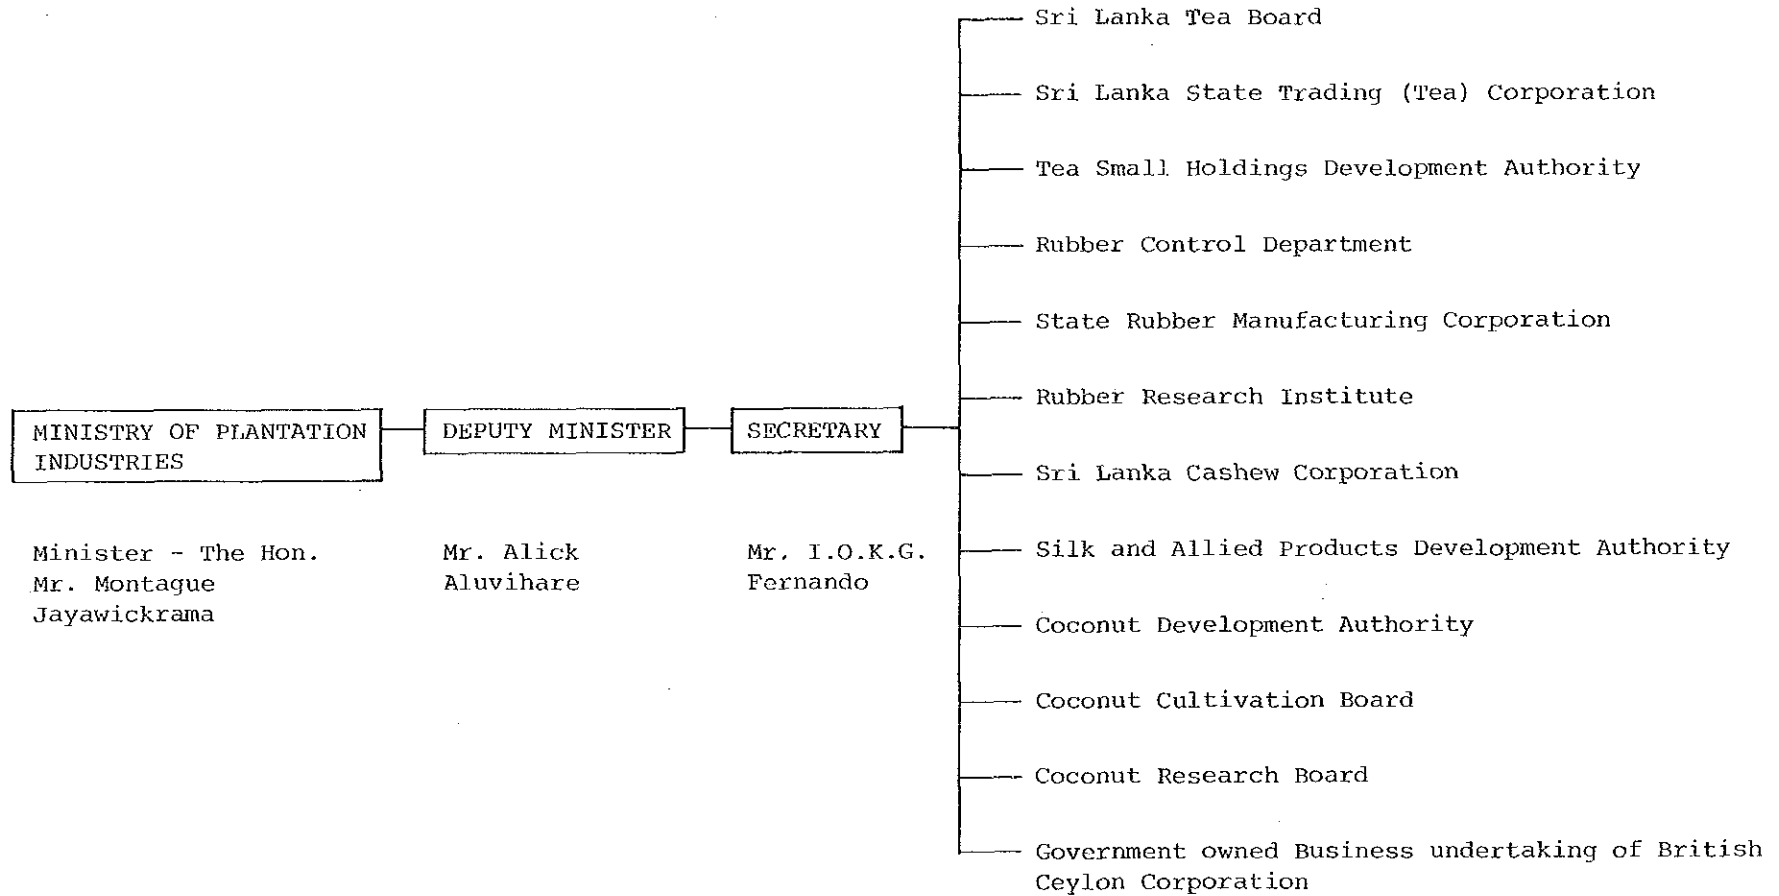 MINISTRY OF PLANTATION
INDUSTRIES
Minister - The Hon.
Mr. Montague
Jayawickrama
DEPUTY MINISTER
Mr. Alick
Aluvihare
SECRETARY
Mr. I.O.K.G.
Fernando
Sri Lanka Tea Board
Sri Lanka State Trading (Tea) Corporation
Tea Small Holdings Development Authority
Rubber Control Department
State Rubber Manufacturing Corporation
Rubber Research Institute
Sri Lanka Cashew Corporation
Silk and Allied Products Development Authority
Coconut Development Authority
Coconut Cultivation Board
Coconut Research Board
Government owned Business undertaking of British
Ceylon Corporation